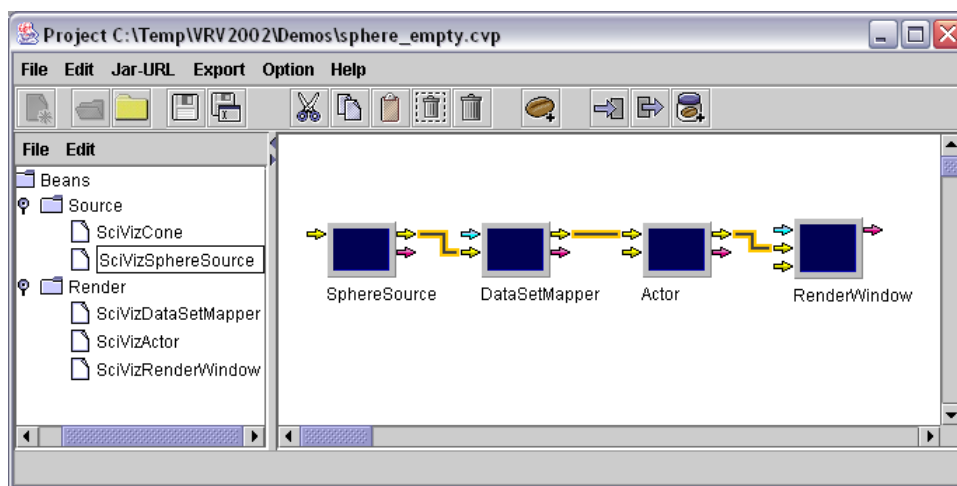 Project C:\Temp\VRV2002\Demos\sphere_empty.cvp
File Edit Jar-URL Export Option Help
File Edit
Beans
Source
SciVizCone
SciVizSphereSource
Render
SciVizDataSetMapper
SciVizActor
SciVizRenderWindow
SphereSource DataSetMapper Actor RenderWindow